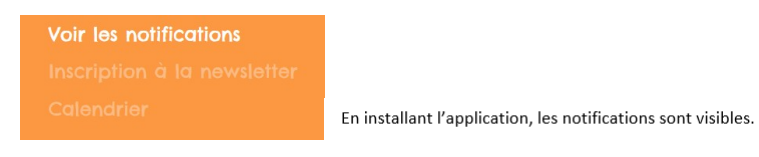 Voir les notifications
Inscription à la newsletter
Calendrier
En installant l’application, les notifications sont visibles.